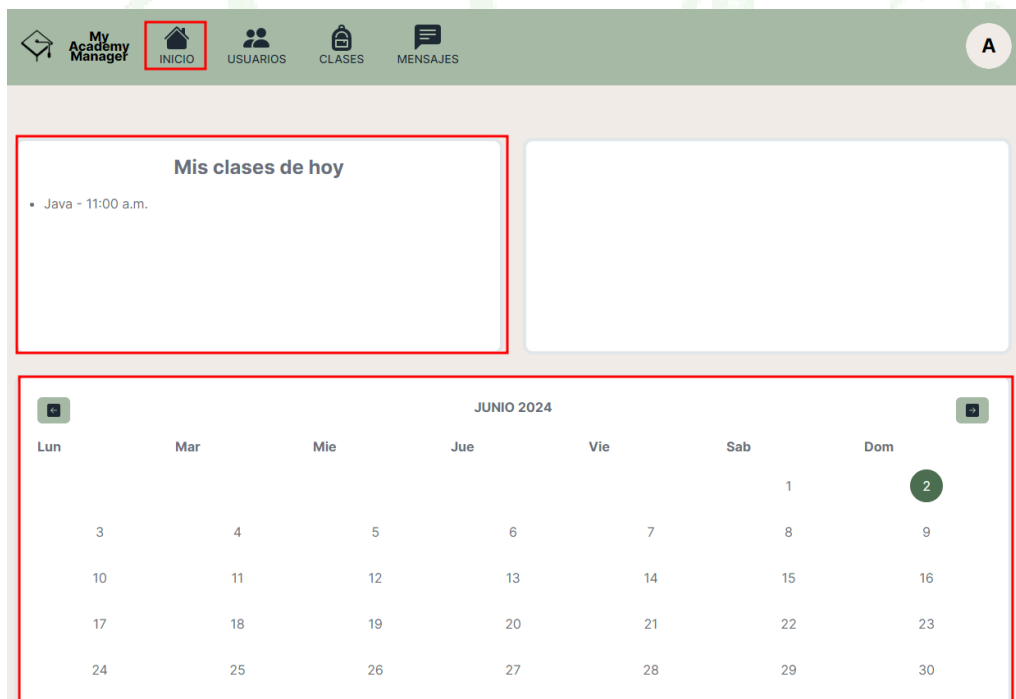 My
Academy
Manager
INICIO USUARIOS CLASES MENSAJES
A
Mis clases de hoy
• Java - 11:00 a.m.
JUNIO 2024
Lun Mar Mie Jue Vie Sab Dom
1 2
3 4 5 6 7 8 9
10 11 12 13 14 15 16
17 18 19 20 21 22 23
24 25 26 27 28 29 30